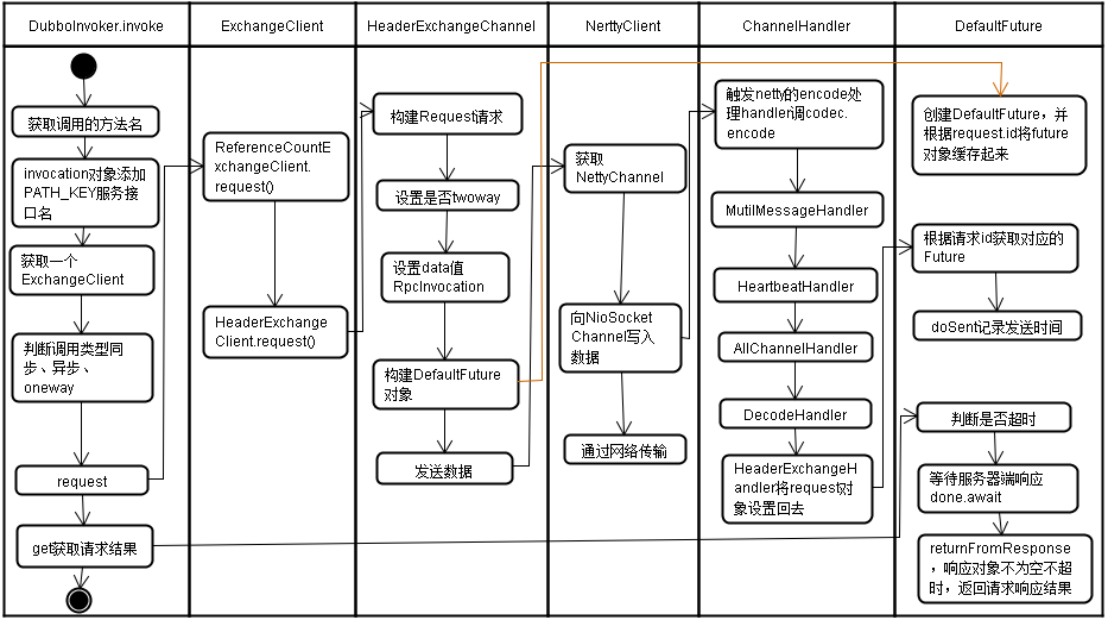 DubboInvoker.invoke
ExchangeClient
HeaderExchangeChannel
NerttyClient
ChannelHandler
DefaultFuture
获取调用的方法名
invocation对象添加
PATH_KEY服务接
口名
获取一个
ExchangeClient
判断调用类型同
步、异步、
oneway
request
get获取请求结果
ReferenceCountE
xchangeClient.
request()
HeaderExchange
Client.request()
构建Request请求
设置是否twoway
设置data值
RpcInvocation
构建DefaultFuture
对象
发送数据
获取
NettyChannel
向NioSocket
Channel写入
数据
通过网络传输
触发netty的encode处
理handler调codec.
encode
MutilMessageHandler
HeartbeatHandler
AllChannelHandler
DecodeHandler
HeaderExchangeH
andler将request对
象设置回去
创建DefaultFuture，并
根据request.id将future
对象缓存起来
根据请求id获取对应的
Future
doSent记录发送时间
判断是否超时
等待服务器端响应
done.await
returnFromResponse
，响应对象不为空不超
时，返回请求响应结果